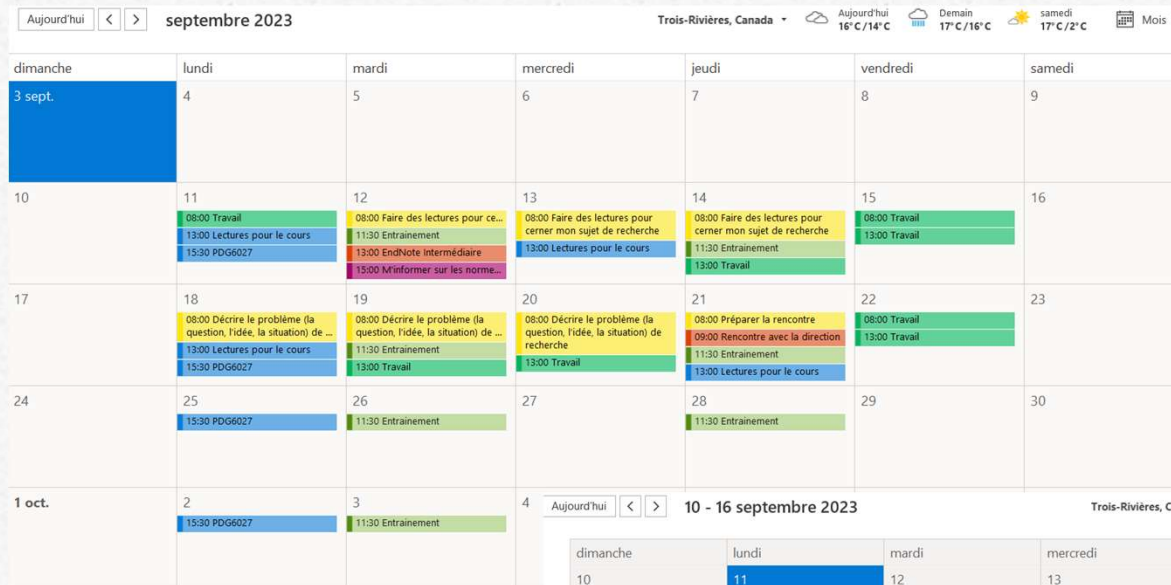 Aujourd'hui < > septembre 2023 Trois-Rivières, Canada Aujourd'hui 16°C/14°C Demain 17°C/16°C samedi 17°C/2°C Mois
dimanche lundi mardi mercredi jeudi vendredi samedi
3 sept. 4 5 6 7 8 9
10 11 12 13 14 15 16
08:00 Travail
13:00 Lectures pour le cours
15:30 PDG6027
08:00 Faire des lectures pour ce...
11:30 Entrainement
13:00 EndNote Intermédiaire
15:00 M'informer sur les norme...
08:00 Faire des lectures pour
cerner mon sujet de recherche
13:00 Lectures pour le cours
08:00 Faire des lectures pour
cerner mon sujet de recherche
11:30 Entrainement
13:00 Travail
08:00 Travail
13:00 Travail
17 18 19 20 21 22 23
08:00 Décrire le problème (la
question, l'idée, la situation) de ...
13:00 Lectures pour le cours
15:30 PDG6027
08:00 Décrire le problème (la
question, l'idée, la situation) de ...
11:30 Entrainement
13:00 Travail
08:00 Décrire le problème (la
question, l'idée, la situation) de
recherche
13:00 Travail
08:00 Préparer la rencontre
09:00 Rencontre avec la direction
11:30 Entrainement
13:00 Lectures pour le cours
08:00 Travail
13:00 Travail
24 25 26 27 28 29 30
15:30 PDG6027
11:30 Entrainement
11:30 Entrainement
1 oct. 2 3 4
15:30 PDG6027
11:30 Entrainement
Aujourd'hui < > 10 - 16 septembre 2023 Trois-Rivières, C
dimanche lundi mardi mercredi
10 11 12 13